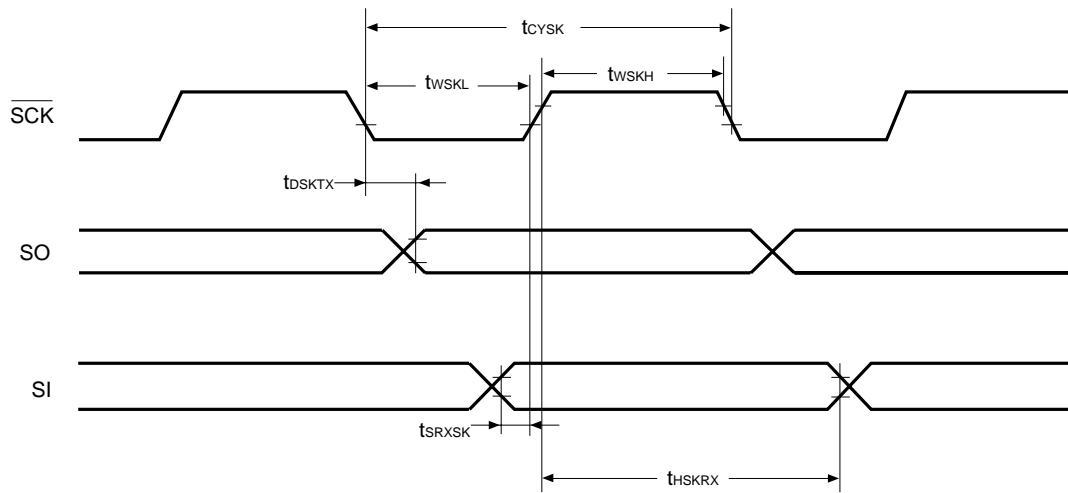 tCYSK
tWSKL
tWSKH
SCK
tDSKTX
SO
SI
tSRXSK
tHSKRX